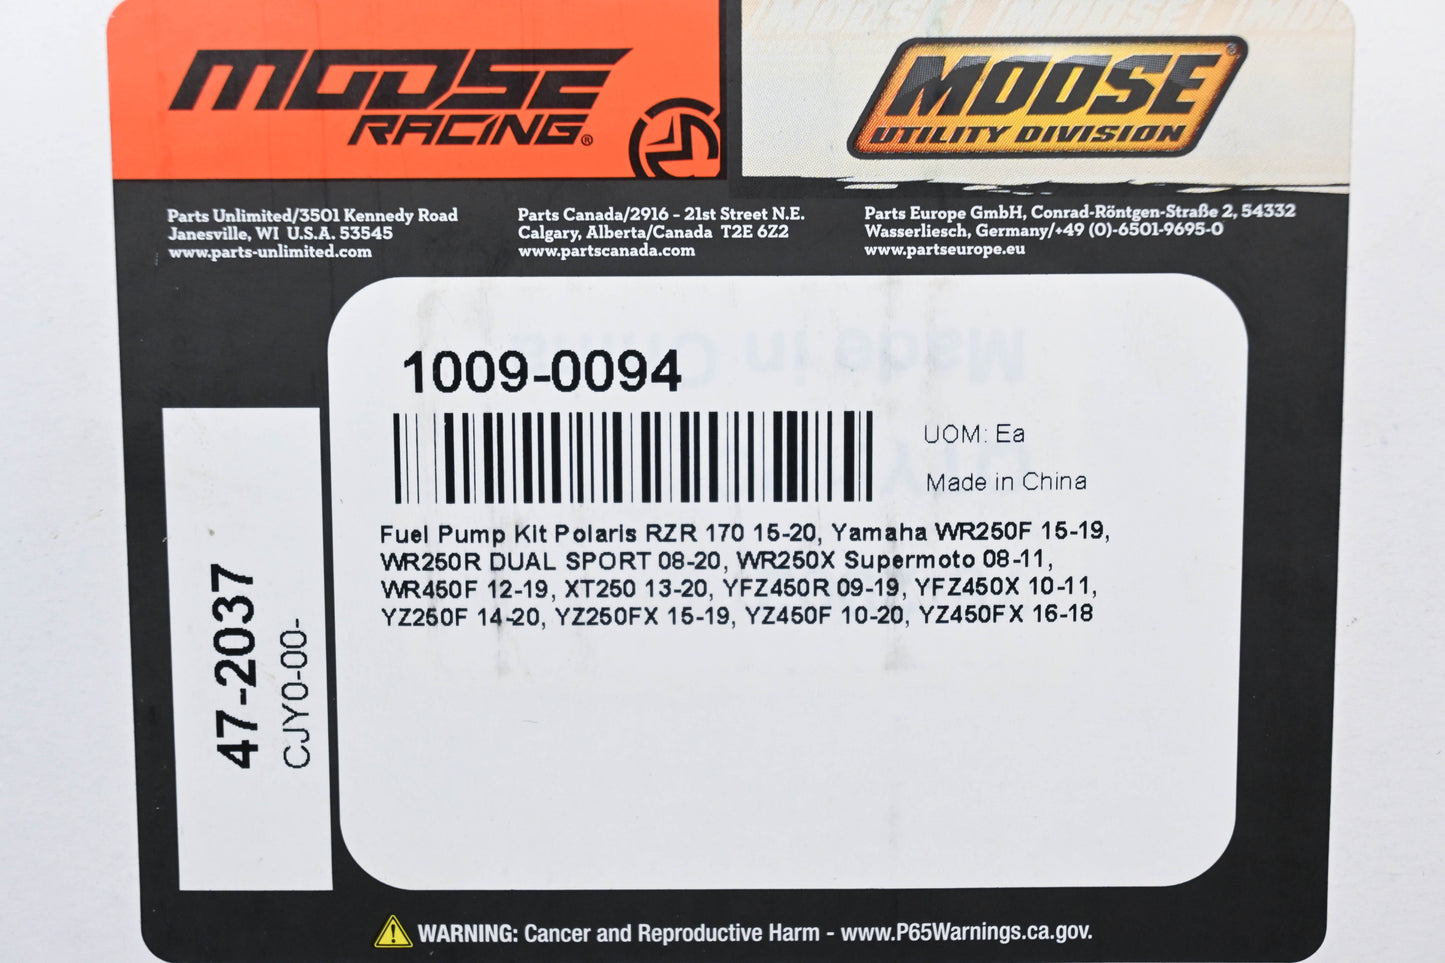 MOOSE
RACING®
MOOSE®
UTILITY DIVISION
Parts Unlimited/3501 Kennedy Road
Janesville, WI U.S.A. 53545
www.parts-unlimited.com
Parts Canada/2916 - 21st Street N.E.
Calgary, Alberta/Canada T2E 6Z2
www.partscanada.com
Parts Europe GmbH, Conrad-Röntgen-Straße 2, 54332
Wasserliesch, Germany/+49 (0)-6501-9695-0
www.partseurope.eu
1009-0094
UOM: Ea
Made in China
Fuel Pump Kit Polaris RZR 170 15-20, Yamaha WR250F 15-19,
WR250R DUAL SPORT 08-20, WR250X Supermoto 08-11,
WR450F 12-19, XT250 13-20, YFZ450R 09-19, YFZ450X 10-11,
YZ250F 14-20, YZ250FX 15-19, YZ450F 10-20, YZ450FX 16-18
47-2037
CJY0-00-
WARNING: Cancer and Reproductive Harm - www.P65Warnings.ca.gov.